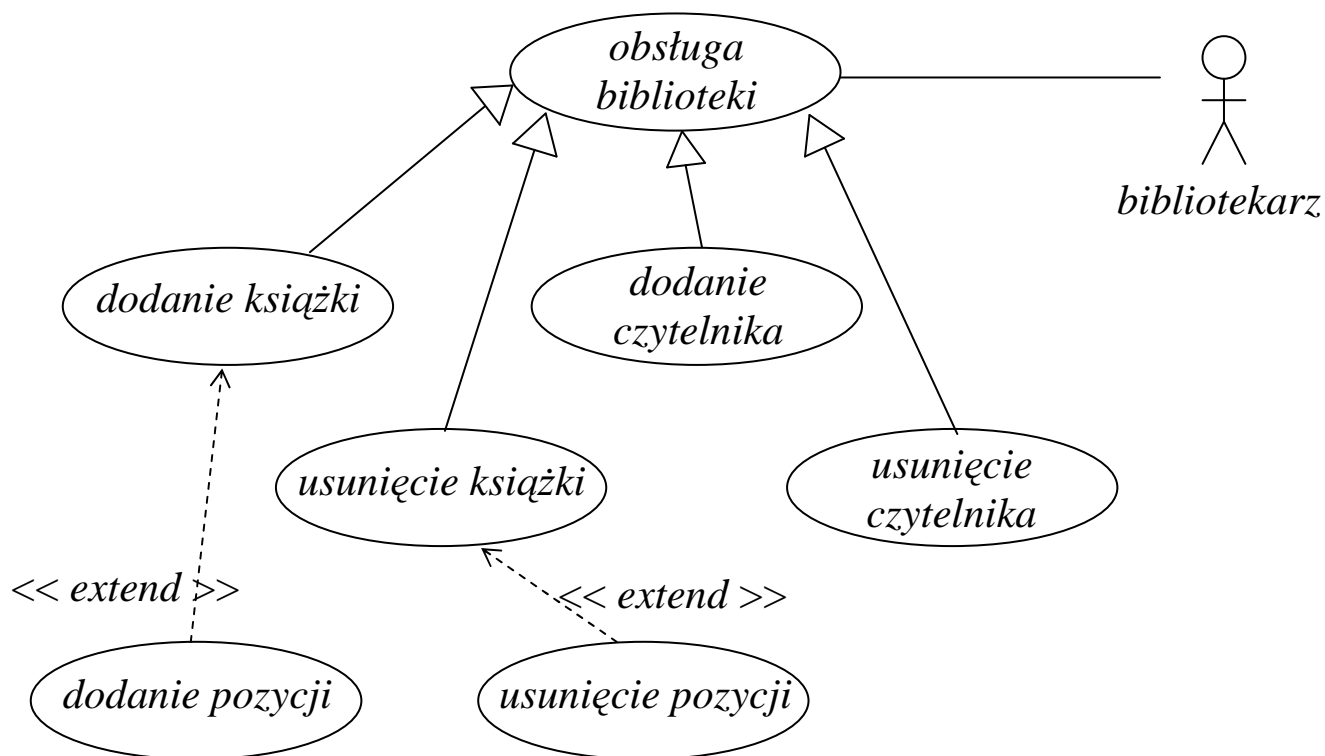 obsługa
biblioteki
bibliotekarz
dodanie książki
dodanie
czytelnika
usunięcie książki
usunięcie
czytelnika
<< extend >>
<< extend >>
dodanie pozycji
usunięcie pozycji